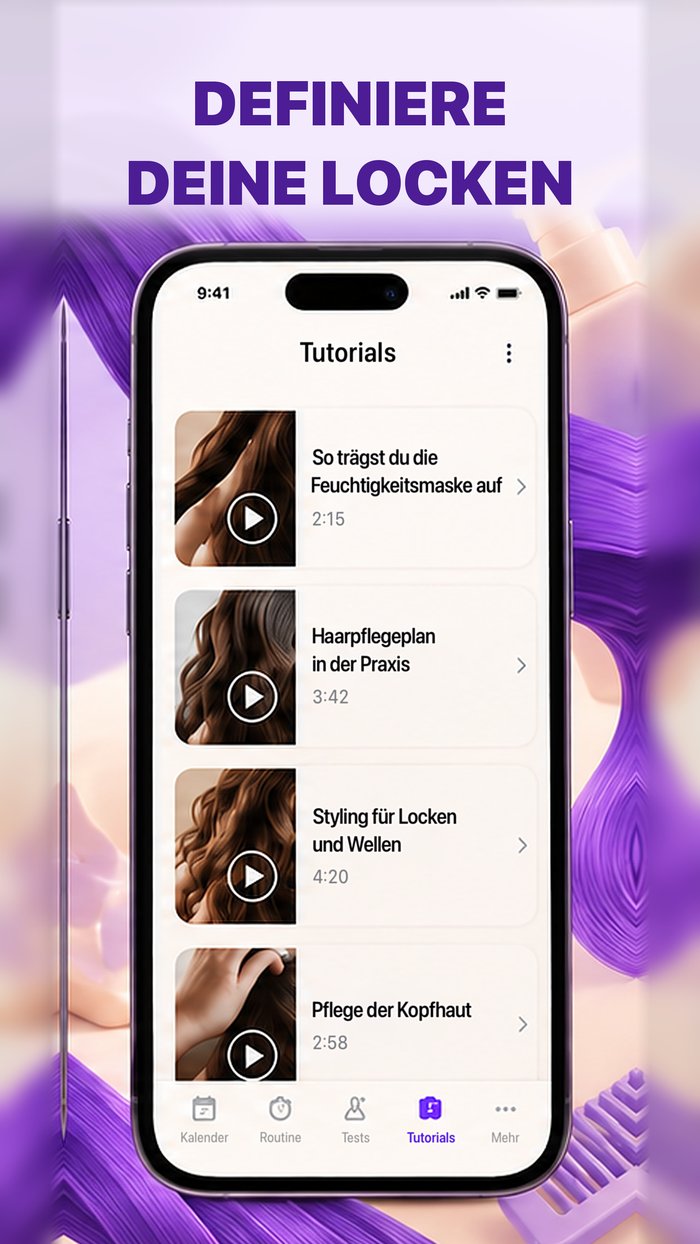 DEFINIERE
DEINE LOCKEN
9:41
Tutorials
So trägst du die
Feuchtigkeitsmaske auf
2:15
Haarpflegeplan
in der Praxis
3:42
Styling für Locken
und Wellen
4:20
Pflege der Kopfhaut
2:58
Kalender Routine Tests Tutorials Mehr